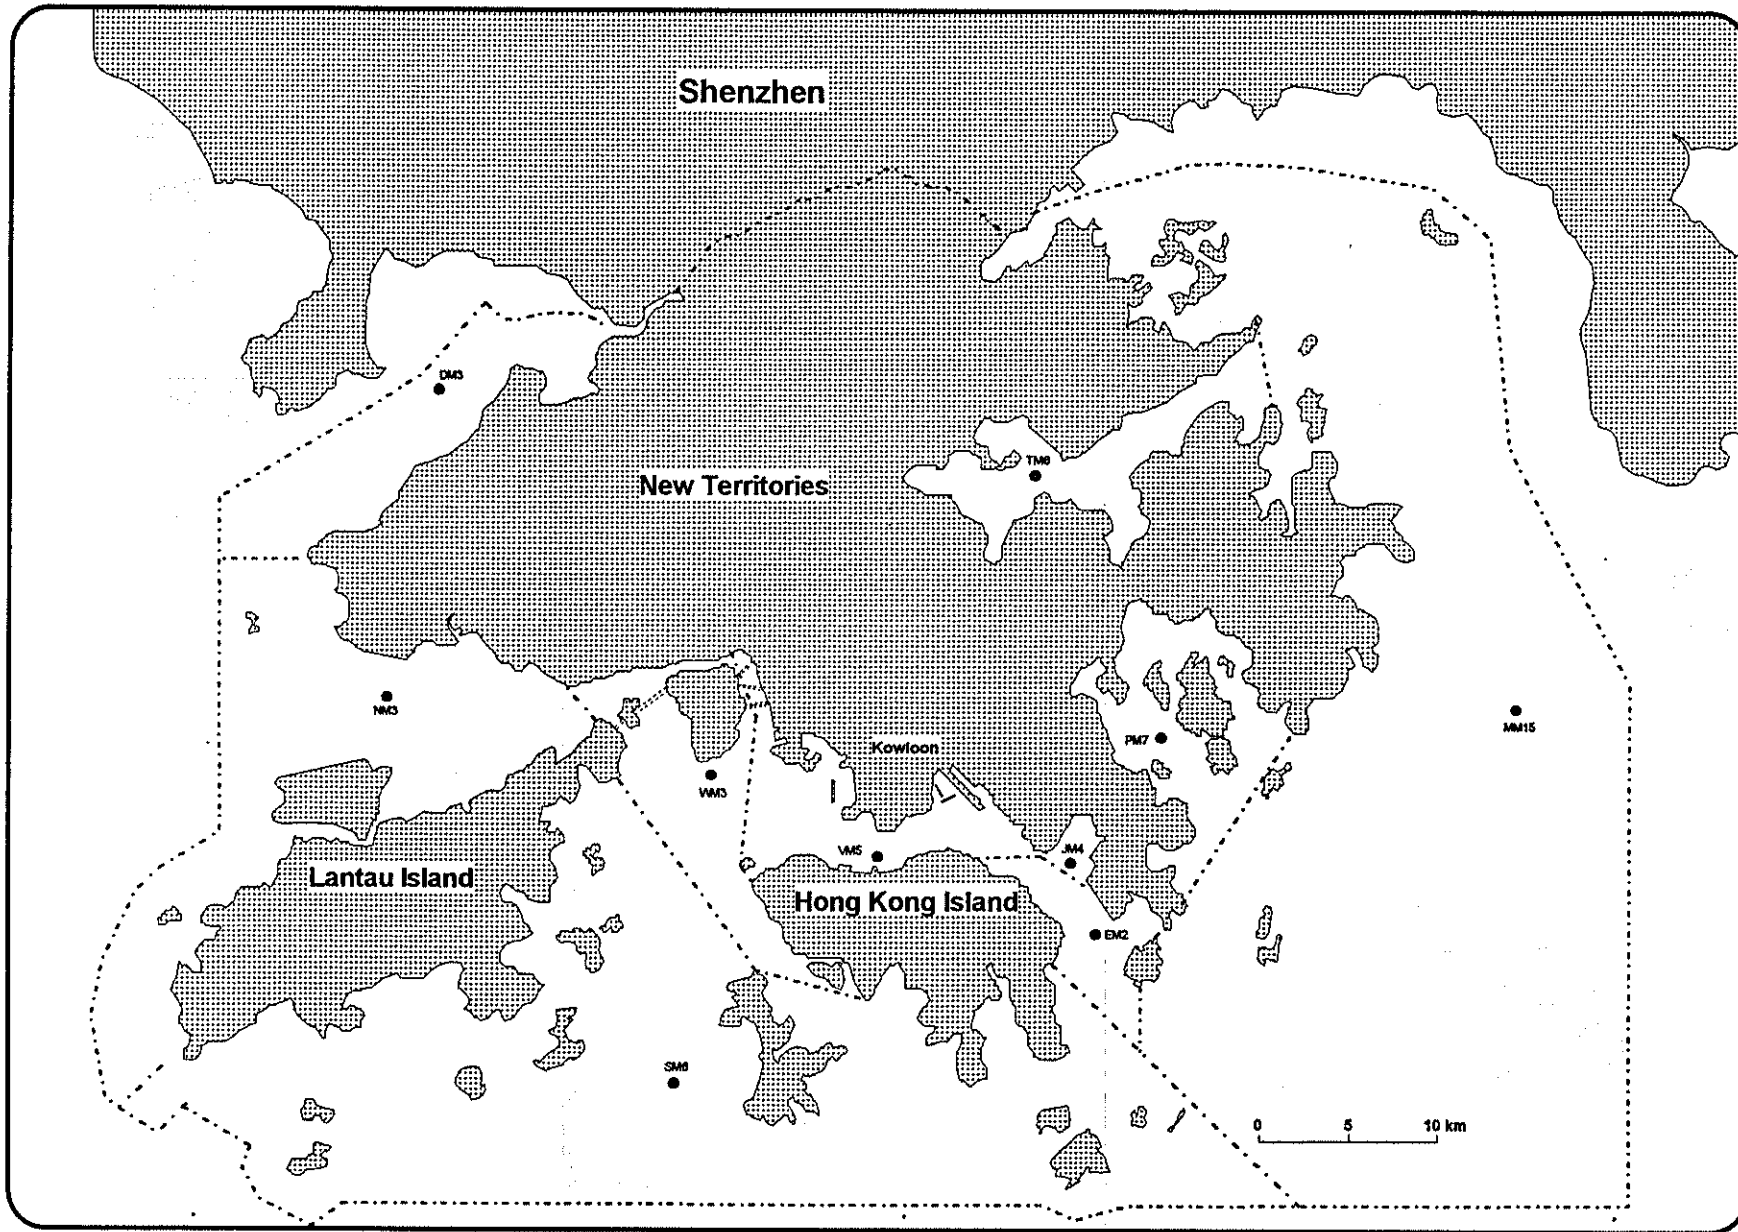 Shenzhen
DM3
TM6
New Territories
NM3
MM15
PM7
Kowloon
WM3
VM5
JM4
Lantau Island
Hong Kong Island
EM2
SM6
0 5 10 km